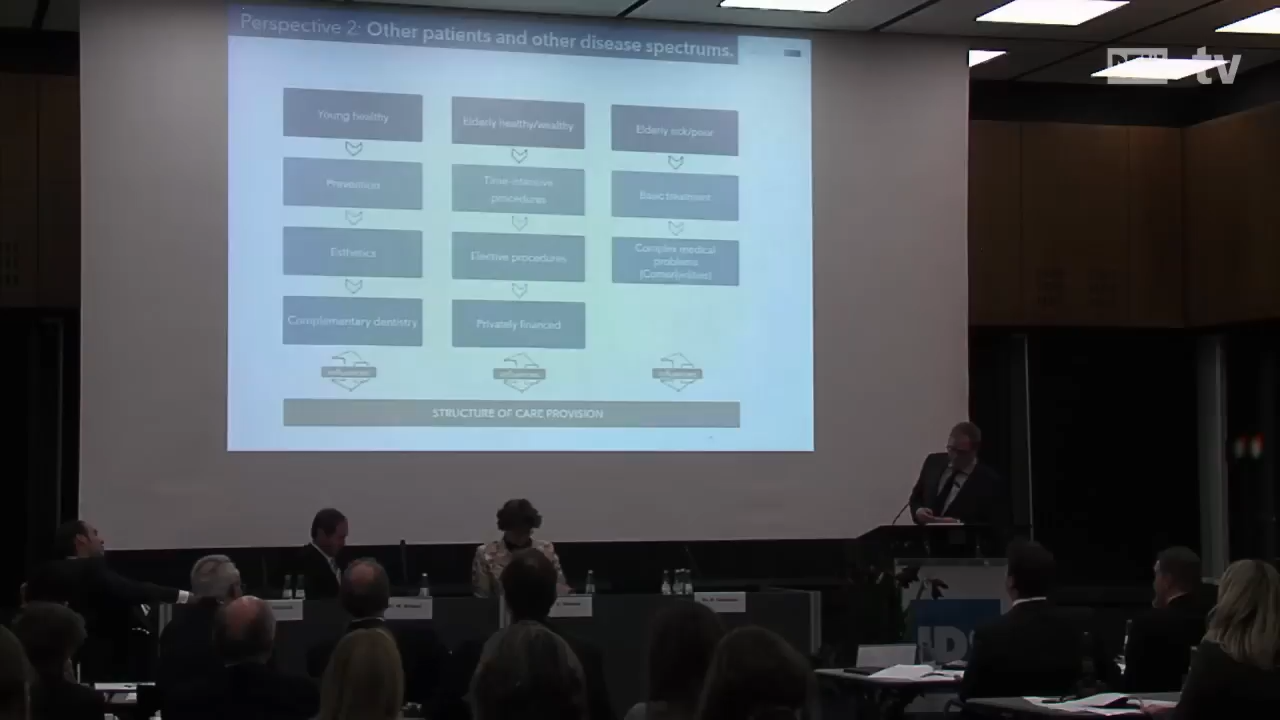 Perspective 2: Other patients and other disease spectrums.
tv
Young healthy
Elderly healthy/wealthy
Elderly sick/poor
Prevention
Time-intensive
procedures
Basic treatment
Esthetics
Elective procedures
Complex medical
problems
Complementary dentistry
Privately financed
influences
influences
influences
STRUCTURE OF CARE PROVISION